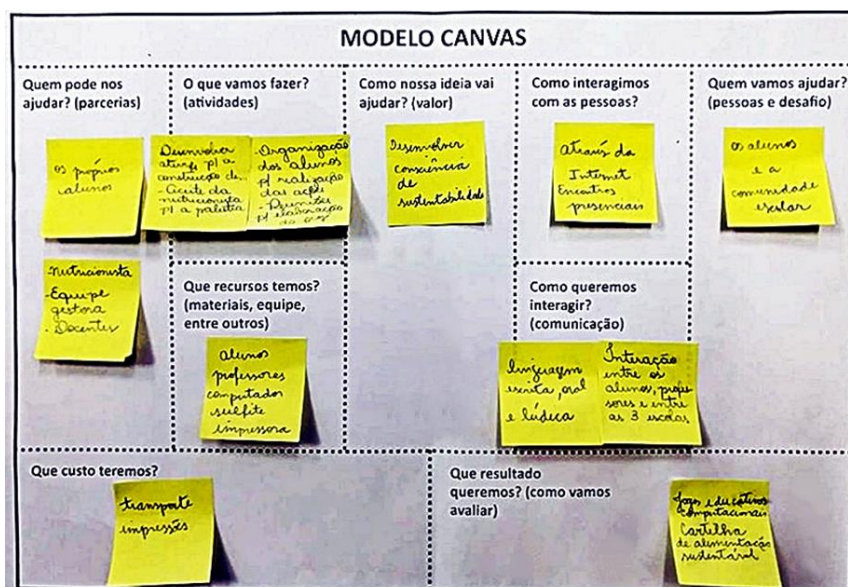 MODELO CANVAS
Quem pode nos
ajudar? (parcerias)
os próprios
alunos
-nutricionista
-Equipe
gestora
-Docentes
O que vamos fazer?
(atividades)
Desenvolver
p/ a
construção de
nutricionista
p/ a palestra
-Organização
dos alunos
p/ realização
das ações
p/ elaboração
Que recursos temos?
(materiais, equipe,
entre outros)
alunos
professores
computador
sulfite
impressora
Como nossa ideia vai
ajudar? (valor)
Desenvolver
consciência
de
sustentabilidade
Como interagimos
com as pessoas?
através da
Internet
Encontros
presenciais
Como queremos
interagir?
(comunicação)
linguagem
escrita, oral
e lúdica
Interação
entre os
alunos, profes
sores e entre
as 3 escolas
Quem vamos ajudar?
(pessoas e desafio)
os alunos
e a
comunidade
escolar
Que custo teremos?
transporte
impressões
Que resultado
queremos? (como vamos
avaliar)
Jogos educativos
computacionais
Cartilha
de alimentação
sustentável